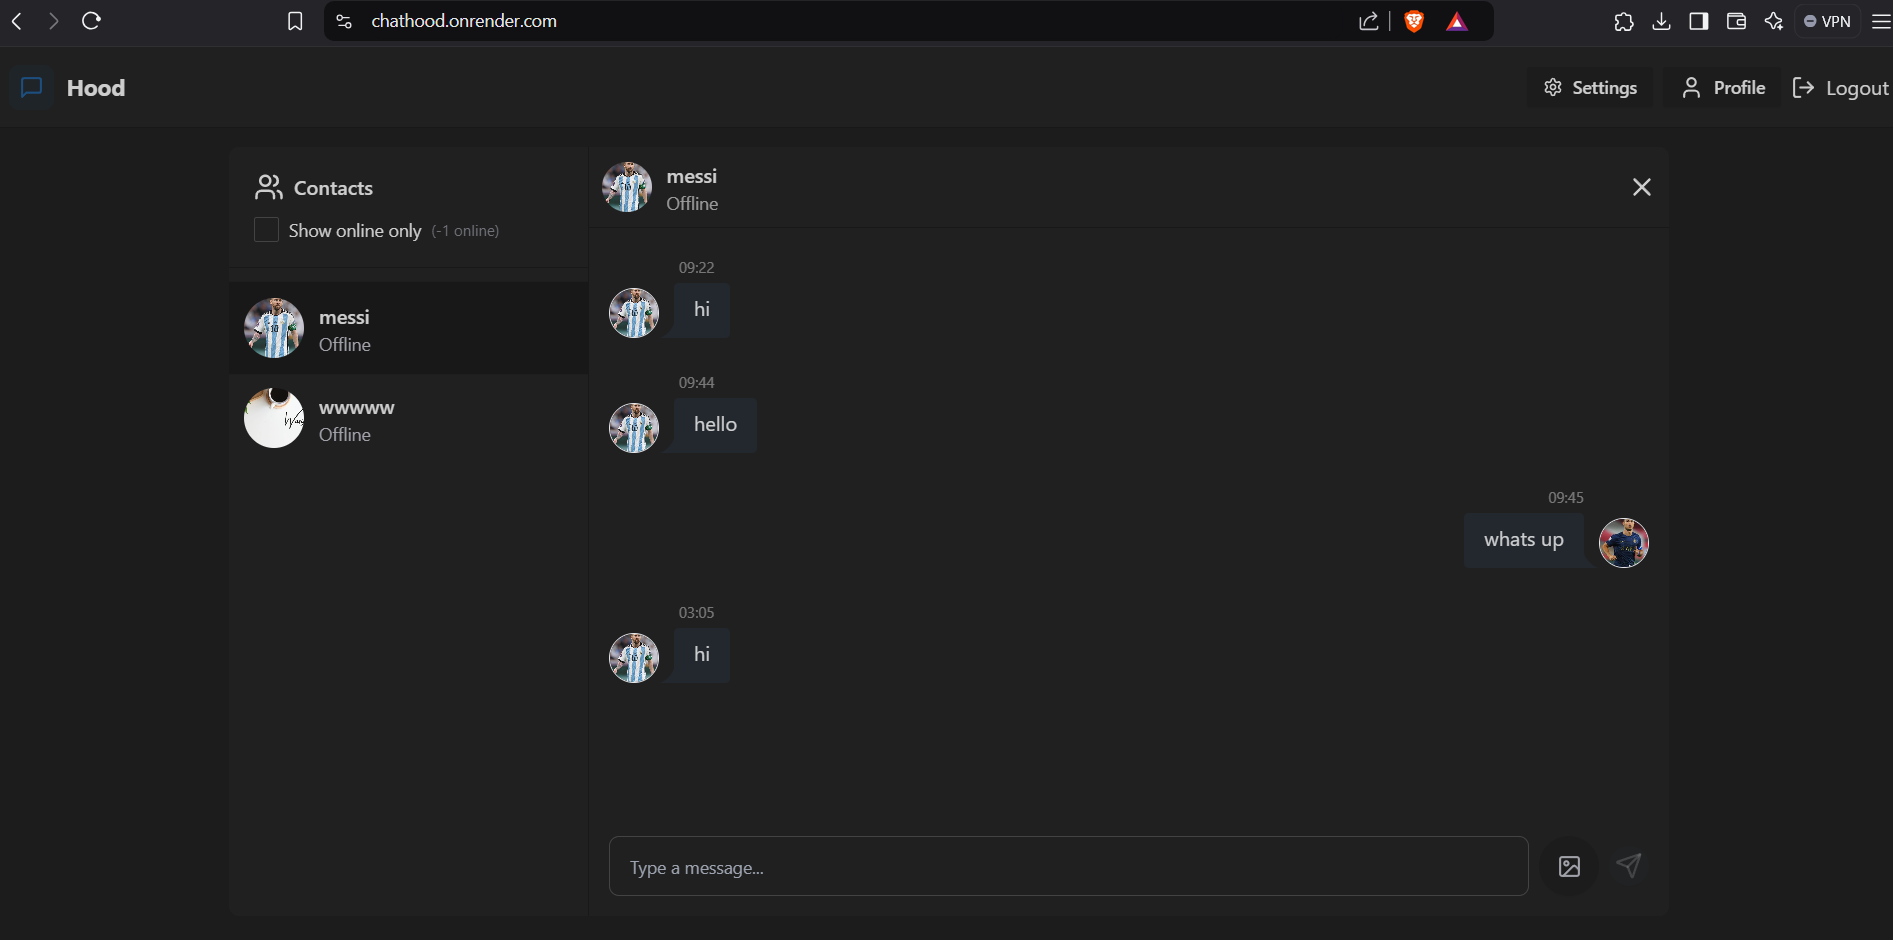 chathood.onrender.com
VPN
Hood
Settings
Profile
Logout
Contacts
Show online only (-1 online)
messi
Offline
wwwww
Offline
messi
Offline
09:22
hi
09:44
hello
09:45
whats up
03:05
hi
Type a message...